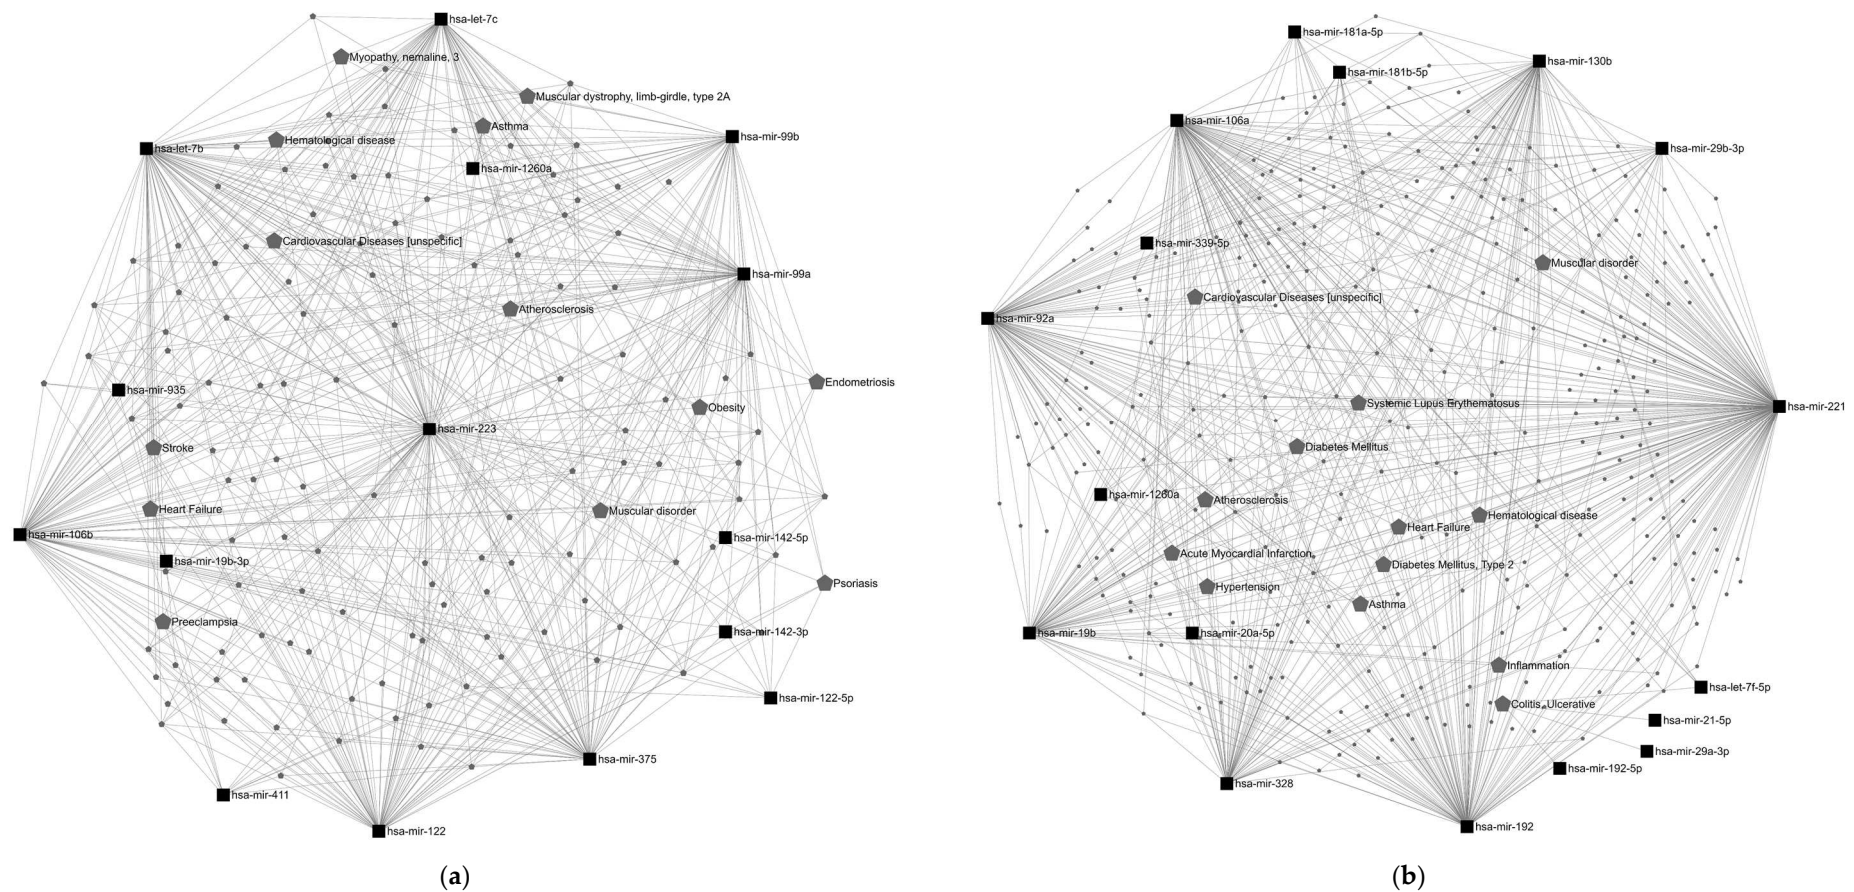 hsa-let-7c
Myopathy, nemaline, 3
Muscular dystrophy, limb-girdle, type 2A
Asthma
hsa-mir-99b
Hematological disease
hsa-let-7b
hsa-mir-1260a
Cardiovascular Diseases [unspecific]
hsa-mir-99a
Atherosclerosis
Endometriosis
hsa-mir-935
Obesity
hsa-mir-223
Stroke
Heart Failure
Muscular disorder
hsa-mir-106b
hsa-mir-142-5p
hsa-mir-19b-3p
Psoriasis
Preeclampsia
hsa-mir-142-3p
hsa-mir-122-5p
hsa-mir-375
hsa-mir-411
hsa-mir-122
(a)
hsa-mir-181a-5p
hsa-mir-130b
hsa-mir-181b-5p
hsa-mir-106a
hsa-mir-29b-3p
hsa-mir-339-5p
Muscular disorder
Cardiovascular Diseases [unspecific]
hsa-mir-92a
Systemic Lupus Erythematosus
hsa-mir-221
Diabetes Mellitus
hsa-mir-1260a
Atherosclerosis
Hematological disease
Heart Failure
Acute Myocardial Infarction
Diabetes Mellitus, Type 2
Hypertension
Asthma
hsa-mir-19b
hsa-mir-20a-5p
Inflammation
hsa-let-7f-5p
Colitis, Ulcerative
hsa-mir-21-5p
hsa-mir-29a-3p
hsa-mir-192-5p
hsa-mir-328
hsa-mir-192
(b)